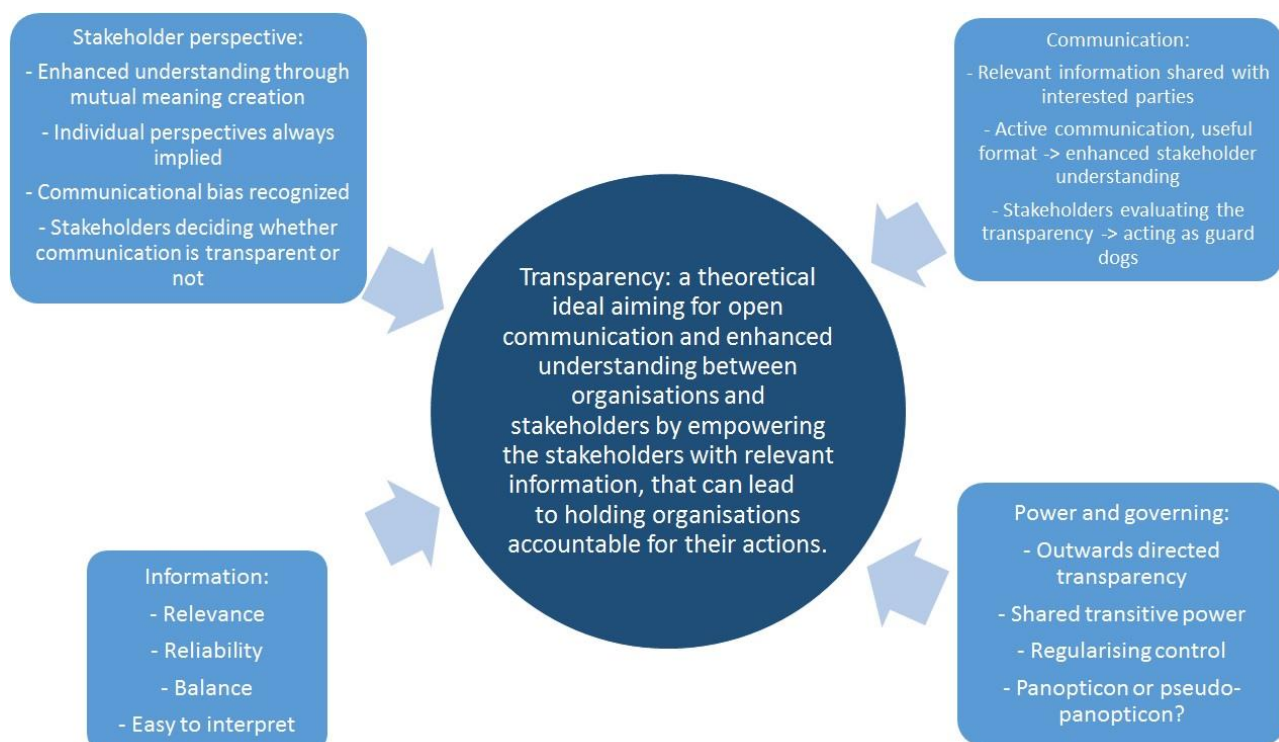 Stakeholder perspective:
- Enhanced understanding through
mutual meaning creation
- Individual perspectives always
implied
- Communicational bias recognized
- Stakeholders deciding whether
communication is transparent or
not
Communication:
- Relevant information shared with
interested parties
- Active communication, useful
format -> enhanced stakeholder
understanding
- Stakeholders evaluating the
transparency -> acting as guard
dogs
Transparency: a theoretical
ideal aiming for open
communication and enhanced
understanding between
organisations and
stakeholders by empowering
the stakeholders with relevant
information, that can lead
to holding organisations
accountable for their actions.
Information:
- Relevance
- Reliability
- Balance
- Easy to interpret
Power and governing:
- Outwards directed
transparency
- Shared transitive power
- Regularising control
- Panopticon or pseudo-
panopticon?